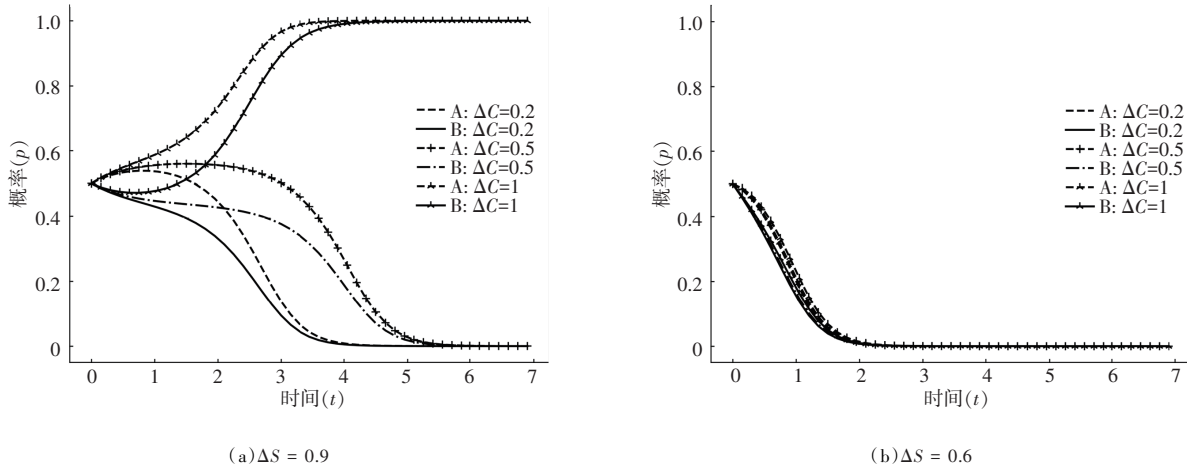 1.0
0.8
0.6
0.4
0.2
0
概率(p)
A: ΔC=0.2
B: ΔC=0.2
A: ΔC=0.5
B: ΔC=0.5
A: ΔC=1
B: ΔC=1
0 1 2 3 4 5 6 7
时间(t)
(a)ΔS = 0.9
1.0
0.8
0.6
0.4
0.2
0
概率(p)
A: ΔC=0.2
B: ΔC=0.2
A: ΔC=0.5
B: ΔC=0.5
A: ΔC=1
B: ΔC=1
0 1 2 3 4 5 6 7
时间(t)
(b)ΔS = 0.6